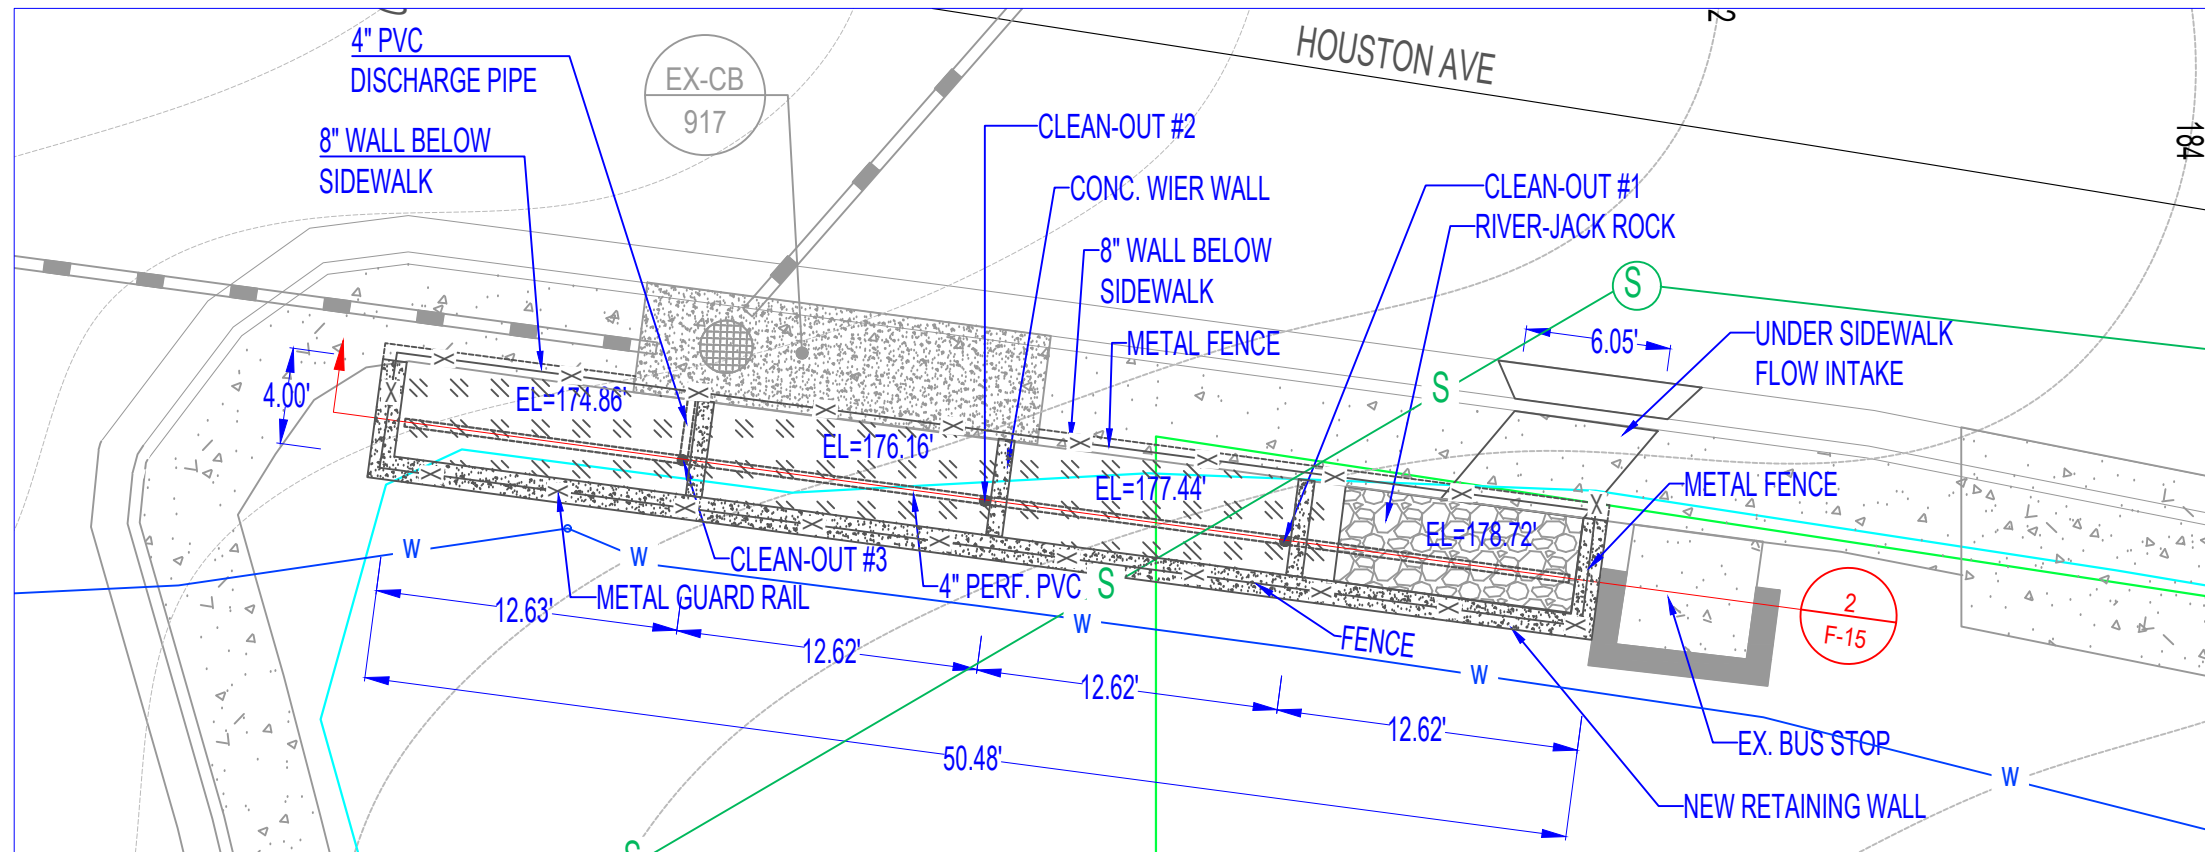 HOUSTON AVE
2
184
4" PVC
DISCHARGE PIPE
EX-CB
917
8" WALL BELOW
SIDEWALK
CLEAN-OUT #2
CONC. WIER WALL
8" WALL BELOW
SIDEWALK
METAL FENCE
CLEAN-OUT #1
RIVER-JACK ROCK
S
6.05'
UNDER SIDEWALK
FLOW INTAKE
S
4.00'
EL=174.86'
EL=176.16'
EL=177.44'
EL=178.72'
METAL FENCE
W
W
CLEAN-OUT #3
METAL GUARD RAIL
4" PERF. PVC
S
W
FENCE
W
2
F-15
12.63'
12.62'
12.62'
12.62'
50.48'
EX. BUS STOP
W
NEW RETAINING WALL
S